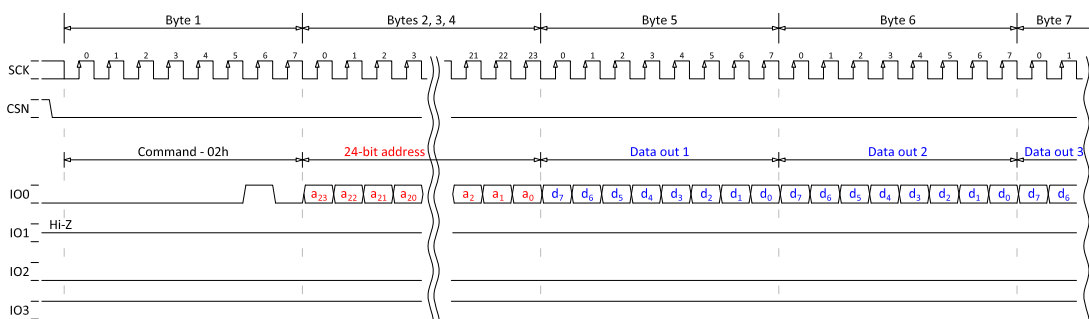 Byte 1 Bytes 2, 3, 4 Byte 5 Byte 6 Byte 7
0 1 2 3 4 5 6 7 0 1 2 3 21 22 23 0 1 2 3 4 5 6 7 0 1 2 3 4 5 6 7 0 1
SCK
CSN
Command - 02h 24-bit address Data out 1 Data out 2 Data out 3
IO0 a23 a22 a21 a20 a2 a1 a0 d7 d6 d5 d4 d3 d2 d1 d0 d7 d6 d5 d4 d3 d2 d1 d0 d7 d6
Hi-Z
IO1
IO2
IO3